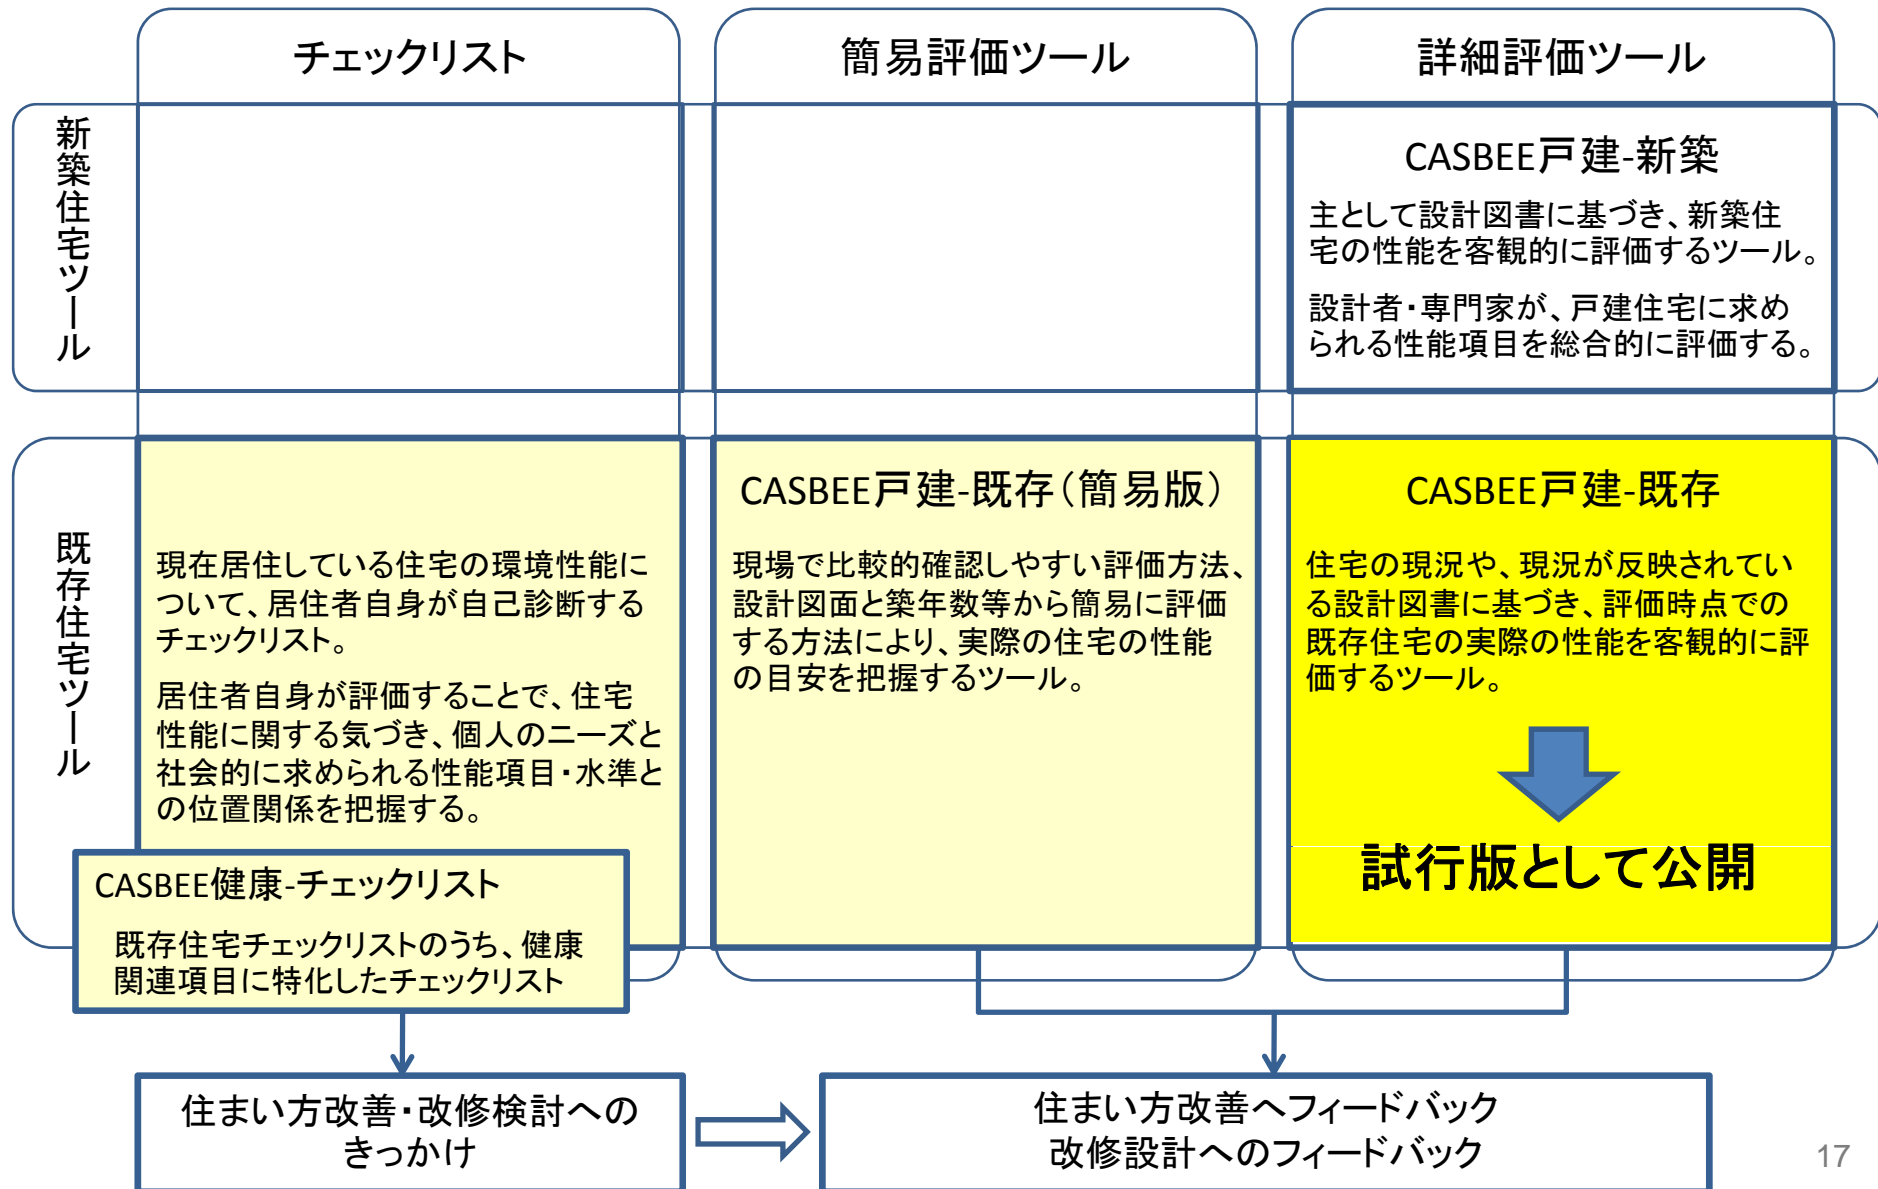 チェックリスト
簡易評価ツール
詳細評価ツール
新築住宅ツール
CASBEE戸建-新築
主として設計図書に基づき、新築住
宅の性能を客観的に評価するツール。
設計者・専門家が、戸建住宅に求め
られる性能項目を総合的に評価する。
既存住宅ツール
現在居住している住宅の環境性能に
ついて、居住者自身が自己診断する
チェックリスト。
居住者自身が評価することで、住宅
性能に関する気づき、個人のニーズと
社会的に求められる性能項目・水準と
の位置関係を把握する。
CASBEE健康-チェックリスト
既存住宅チェックリストのうち、健康
関連項目に特化したチェックリスト
CASBEE戸建-既存（簡易版）
現場で比較的確認しやすい評価方法、
設計図面と築年数等から簡易に評価
する方法により、実際の住宅の性能
の目安を把握するツール。
CASBEE戸建-既存
住宅の現況や、現況が反映されてい
る設計図書に基づき、評価時点での
既存住宅の実際の性能を客観的に評
価するツール。
試行版として公開
住まい方改善・改修検討への
きっかけ
住まい方改善へフィードバック
改修設計へのフィードバック
17